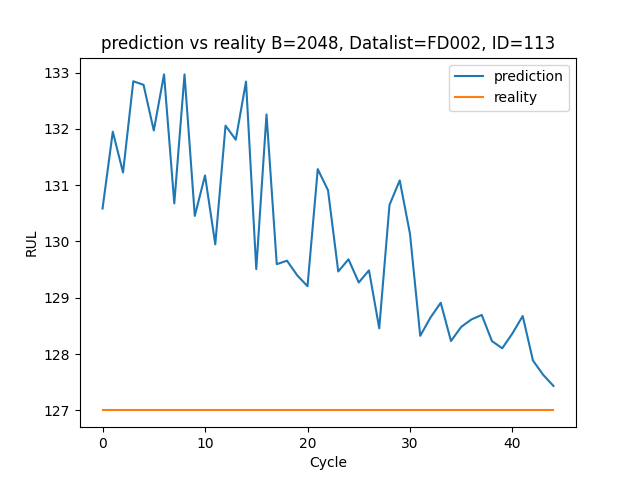 prediction vs reality B=2048, Datalist=FD002, ID=113
prediction
reality
133
132
131
130
129
128
127
RUL
0 10 20 30 40
Cycle